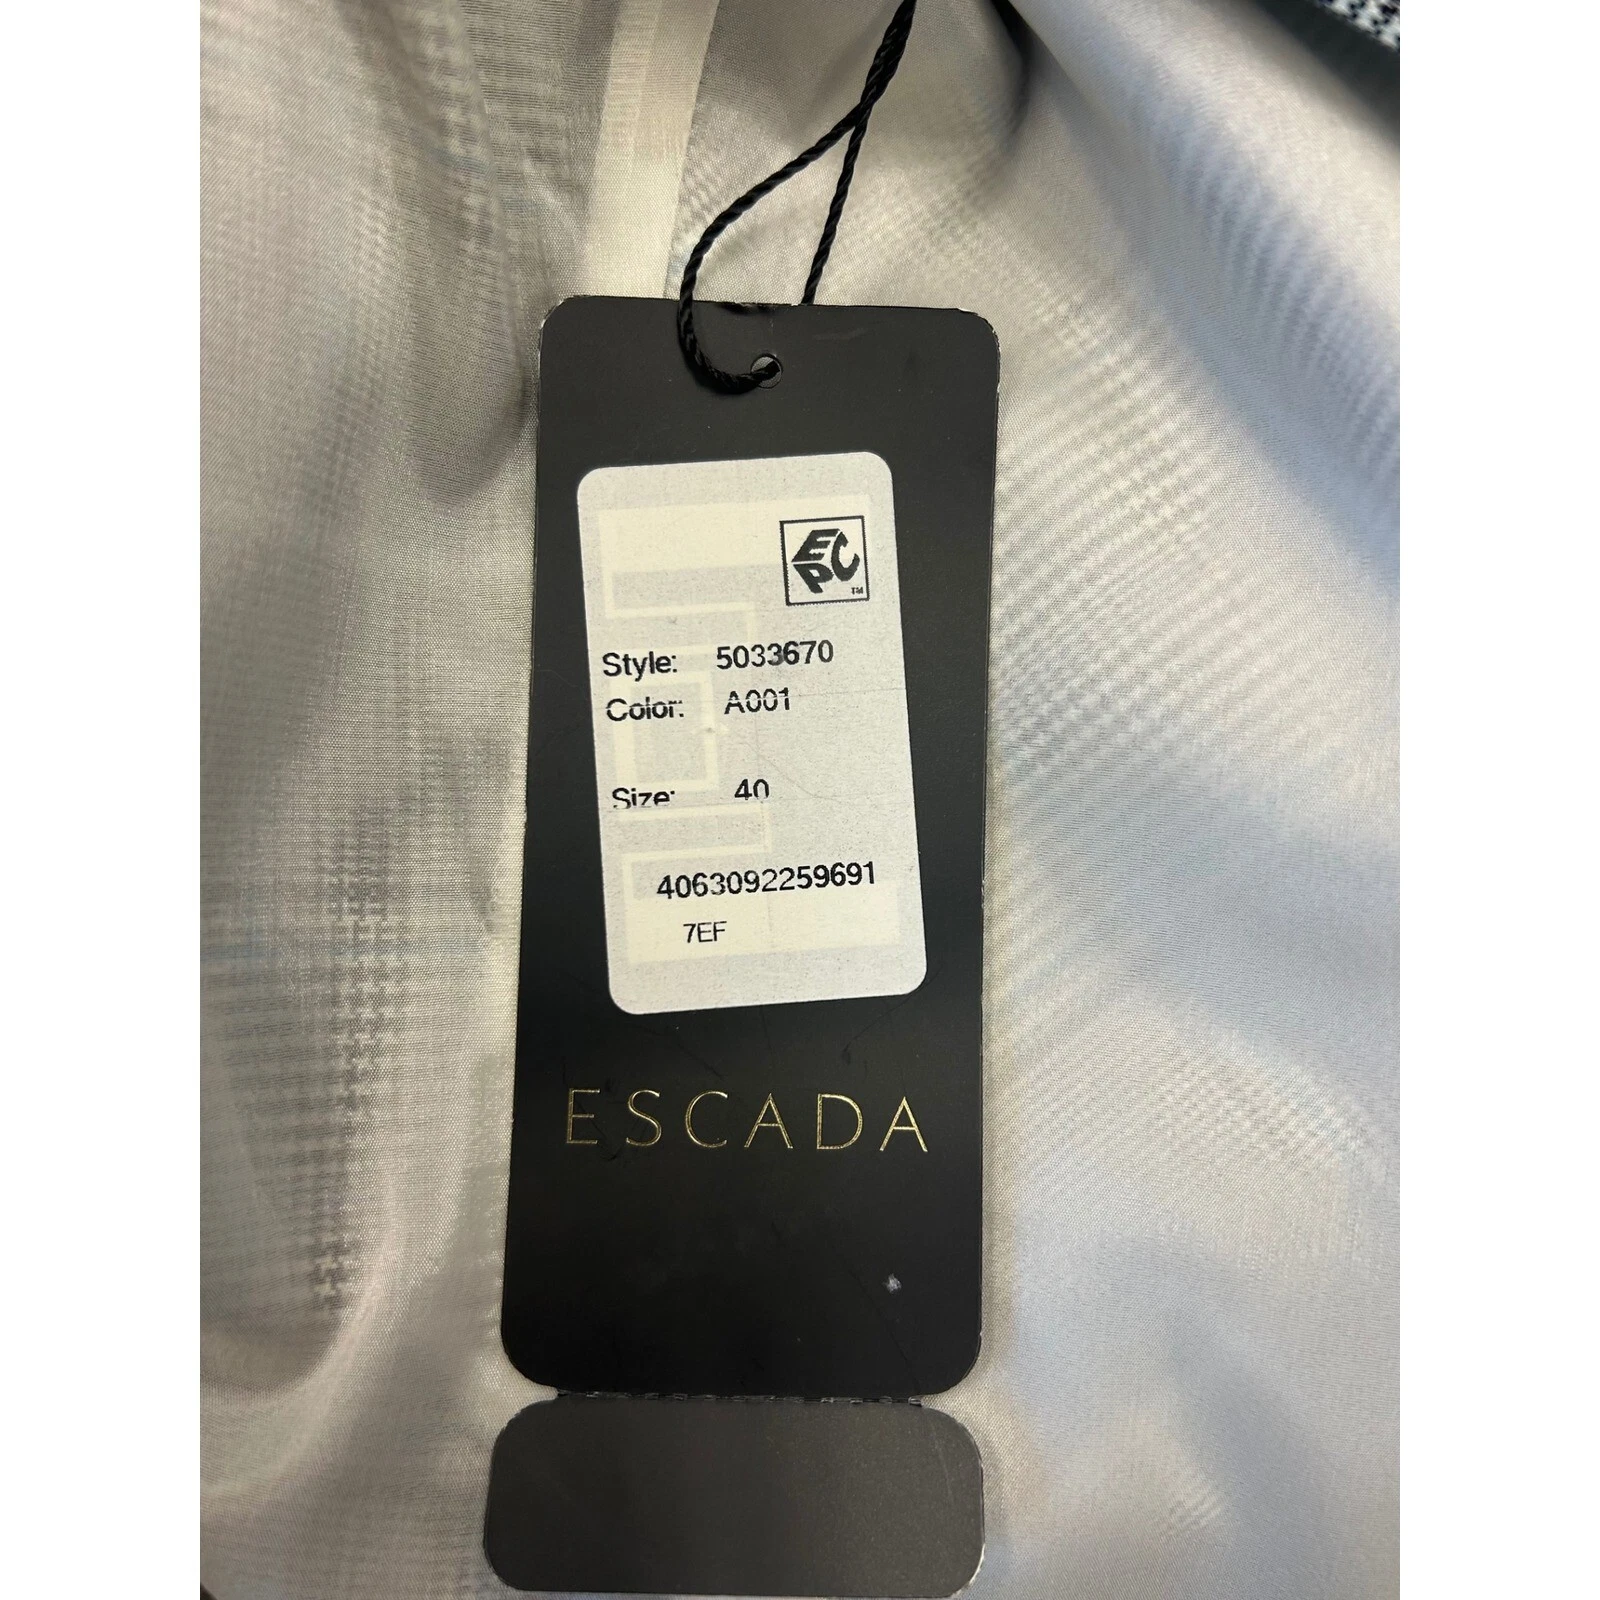 EPC
TM
Style: 5033670
Color: A001
Size: 40
4063092259691
7EF
ESCADA